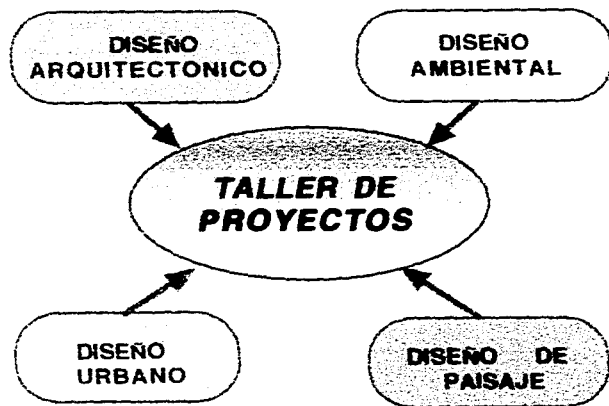 DISEÑO
ARQUITECTONICO
DISEÑO
AMBIENTAL
TALLER DE
PROYECTOS
DISEÑO
URBANO
DISEÑO DE
PAISAJE